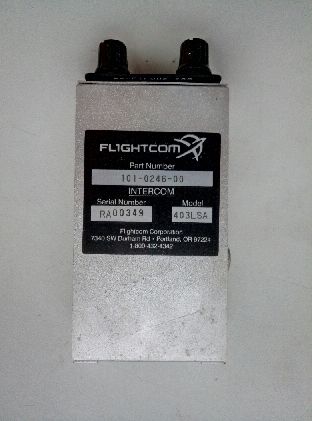 FLIGHTCOM
Part Number
101-0246-00
INTERCOM
Serial Number Model
RA00349 403LSA
Flightcom Corporation
7340 SW Durham Rd • Portland, OR 97224
1-800-432-4342